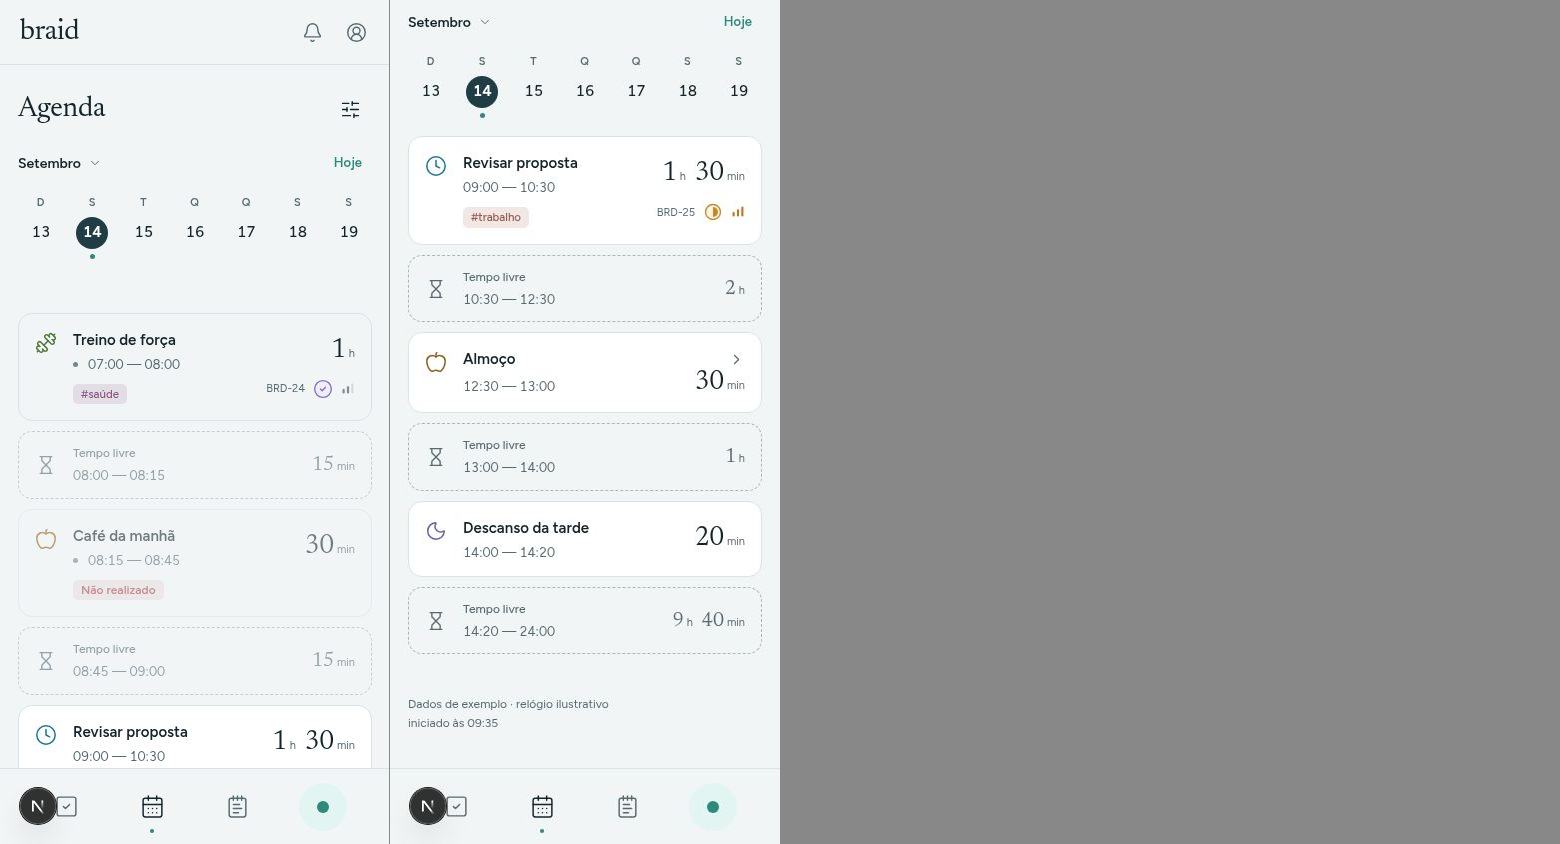 braid
Agenda
Setembro
Hoje
D S T Q Q S S
13 14 15 16 17 18 19
Treino de força
1 h
07:00 — 08:00
#saúde
BRD-24
Tempo livre
08:00 — 08:15
15 min
Café da manhã
30 min
08:15 — 08:45
Não realizado
Tempo livre
08:45 — 09:00
15 min
Revisar proposta
1 h 30 min
09:00 — 10:30
N
Setembro
Hoje
D S T Q Q S S
13 14 15 16 17 18 19
Revisar proposta
1 h 30 min
09:00 — 10:30
#trabalho
BRD-25
Tempo livre
10:30 — 12:30
2 h
Almoço
12:30 — 13:00
30 min
Tempo livre
13:00 — 14:00
1 h
Descanso da tarde
14:00 — 14:20
20 min
Tempo livre
14:20 — 24:00
9 h 40 min
Dados de exemplo · relógio ilustrativo
iniciado às 09:35
N